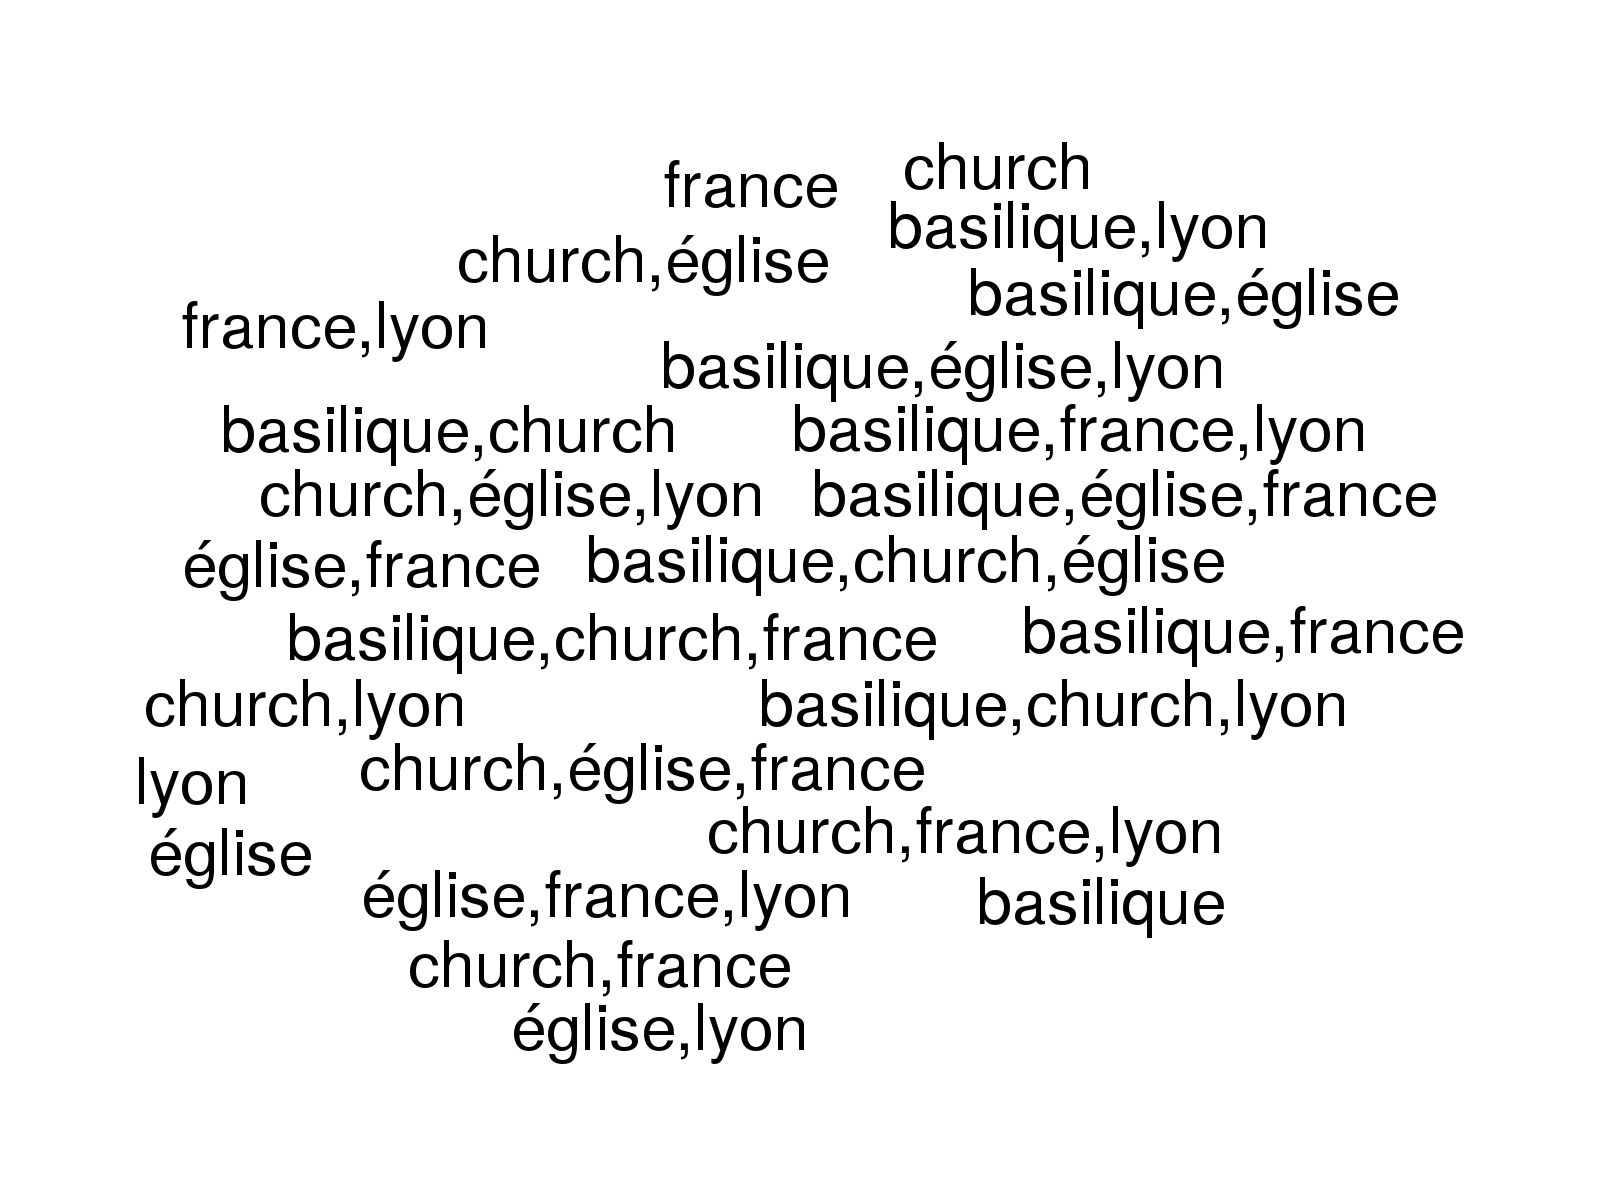 church
france
basilique,lyon
church,église
basilique,église
france,lyon
basilique,église,lyon
basilique,church
basilique,france,lyon
church,église,lyon
basilique,église,france
église,france
basilique,church,église
basilique,church,france
basilique,france
church,lyon
basilique,church,lyon
lyon
church,église,france
church,france,lyon
église
église,france,lyon
basilique
church,france
église,lyon